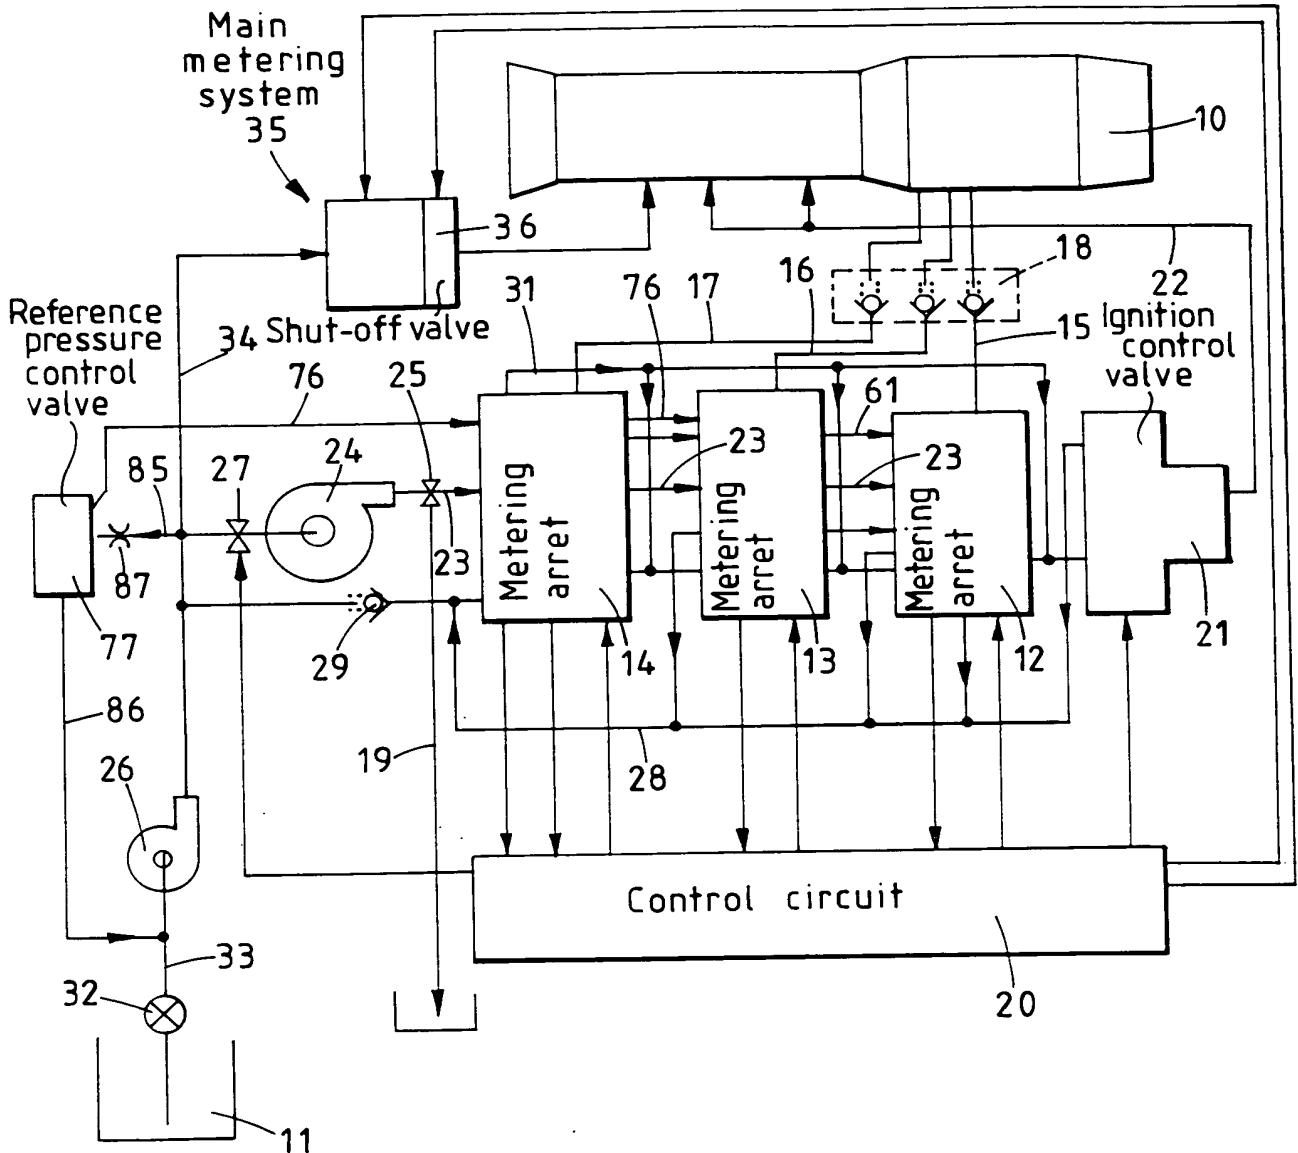 Main
metering
system
35
10
36
Shut-off valve
34
31
76
17
16
18
15
22
Ignition
control
valve
Reference
pressure
control
valve
76
25
24
27
85
87
77
23
23
61
23
Metering
arret
Metering
arret
Metering
arret
29
14
13
12
21
86
19
28
26
Control circuit
33
32
20
11